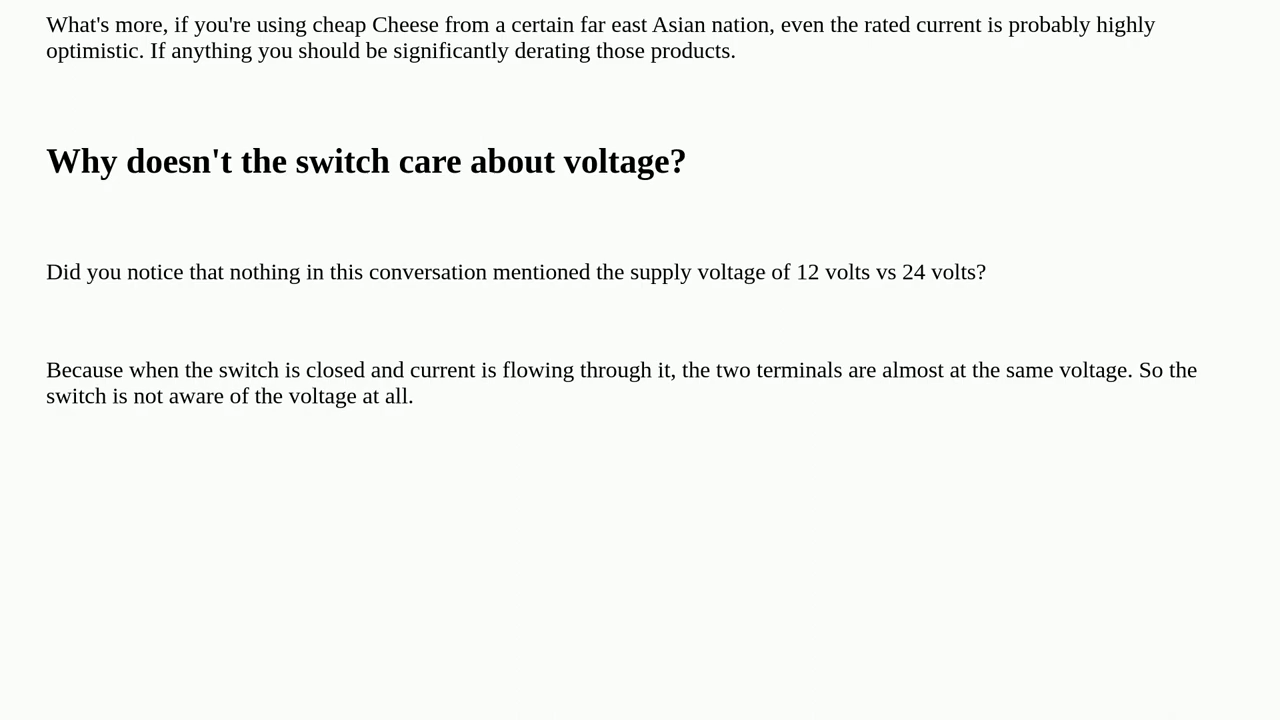 What's more, if you're using cheap Cheese from a certain far east Asian nation, even the rated current is probably highly
optimistic. If anything you should be significantly derating those products.
Why doesn't the switch care about voltage?
Did you notice that nothing in this conversation mentioned the supply voltage of 12 volts vs 24 volts?
Because when the switch is closed and current is flowing through it, the two terminals are almost at the same voltage. So the
switch is not aware of the voltage at all.